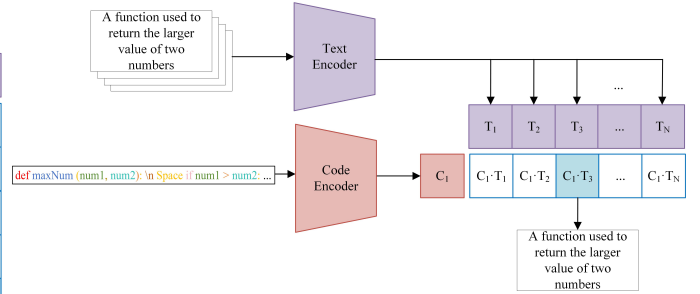 A function used to
return the larger
value of two
numbers
Text
Encoder
...
T1 T2 T3 ... TN
def maxNum (num1, num2): \n Space if num1 > num2: ...
Code
Encoder
C1
C1·T1 C1·T2 C1·T3 ... C1·TN
A function used to
return the larger
value of two
numbers